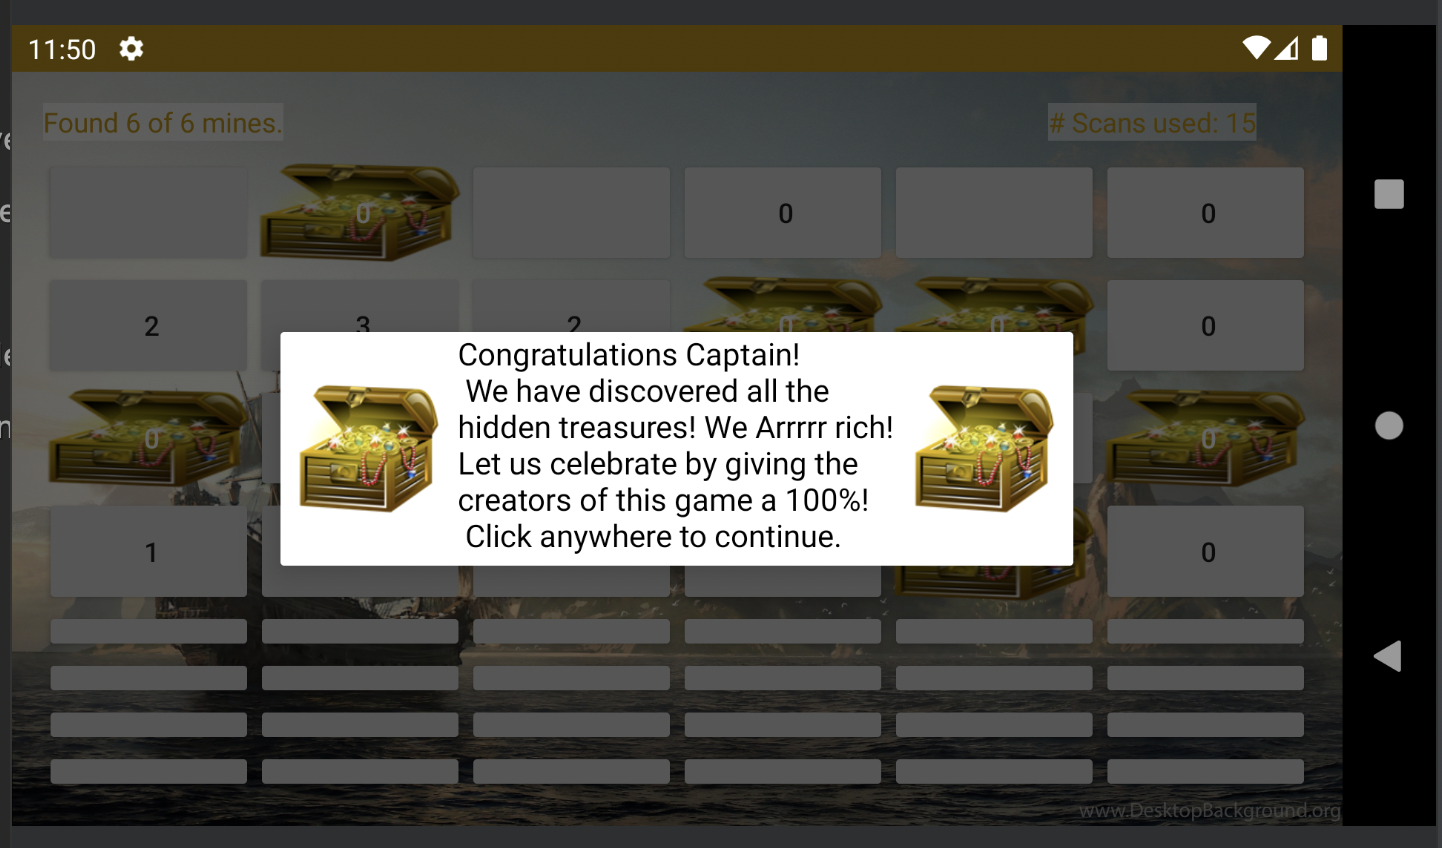 11:50
Found 6 of 6 mines.
# Scans used: 15
0 0 0
2 3 2 0 0 0
Congratulations Captain!
We have discovered all the
hidden treasures! We Arrrrr rich!
Let us celebrate by giving the
creators of this game a 100%!
Click anywhere to continue.
0 0
1 0
www.DesktopBackground.org